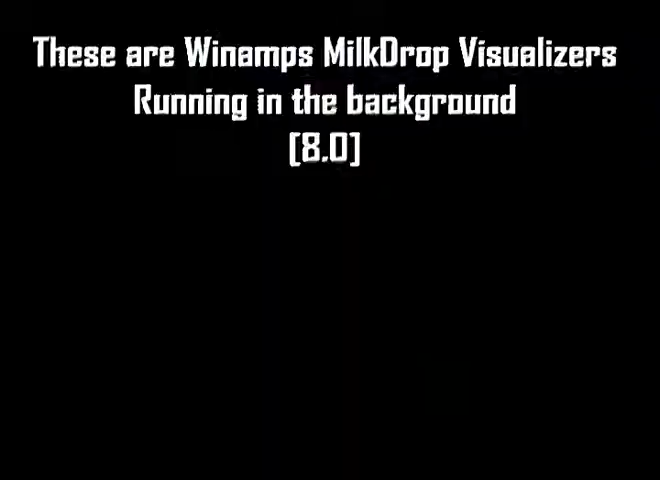 These are Winamps MilkDrop Visualizers
Running in the background
[8.0]